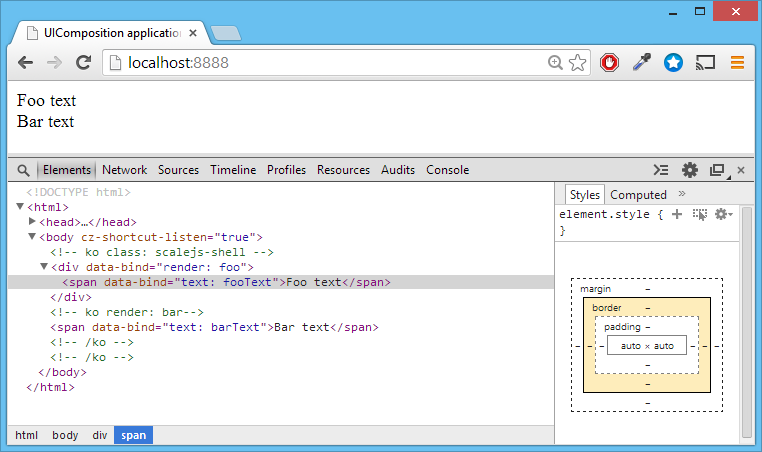 UIComposition application
localhost:8888
Foo text
Bar text
Elements Network Sources Timeline Profiles Resources Audits Console
<!DOCTYPE html>
<html>
<head>…</head>
<body cz-shortcut-listen="true">
<!-- ko class: scalejs-shell -->
<div data-bind="render: foo">
<span data-bind="text: fooText">Foo text</span>
</div>
<!-- ko render: bar-->
<span data-bind="text: barText">Bar text</span>
<!-- /ko -->
<!-- /ko -->
</body>
</html>
html body div span
Styles Computed »
element.style {
}
margin –
border –
padding –
– – – auto × auto – – –
–
–
–